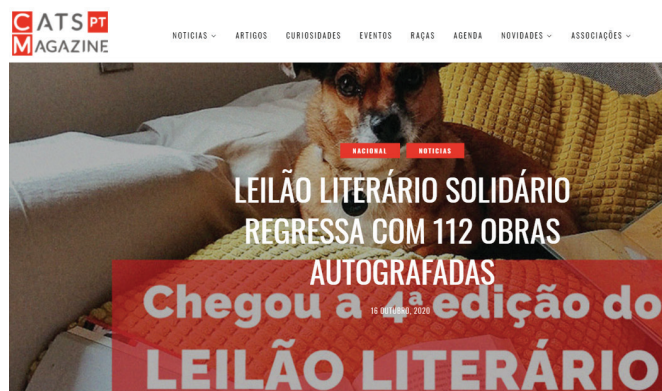 CATS PT
MAGAZINE
NOTICIAS
ARTIGOS
CURIOSIDADES
EVENTOS
RAÇAS
AGENDA
NOVIDADES
ASSOCIAÇÕES
NACIONAL
NOTICIAS
LEILÃO LITERÁRIO SOLIDÁRIO
REGRESSA COM 112 OBRAS
AUTOGRAFADAS
Chegou a 4ª edição do
16 OUTUBRO, 2020
LEILÃO LITERÁRIO